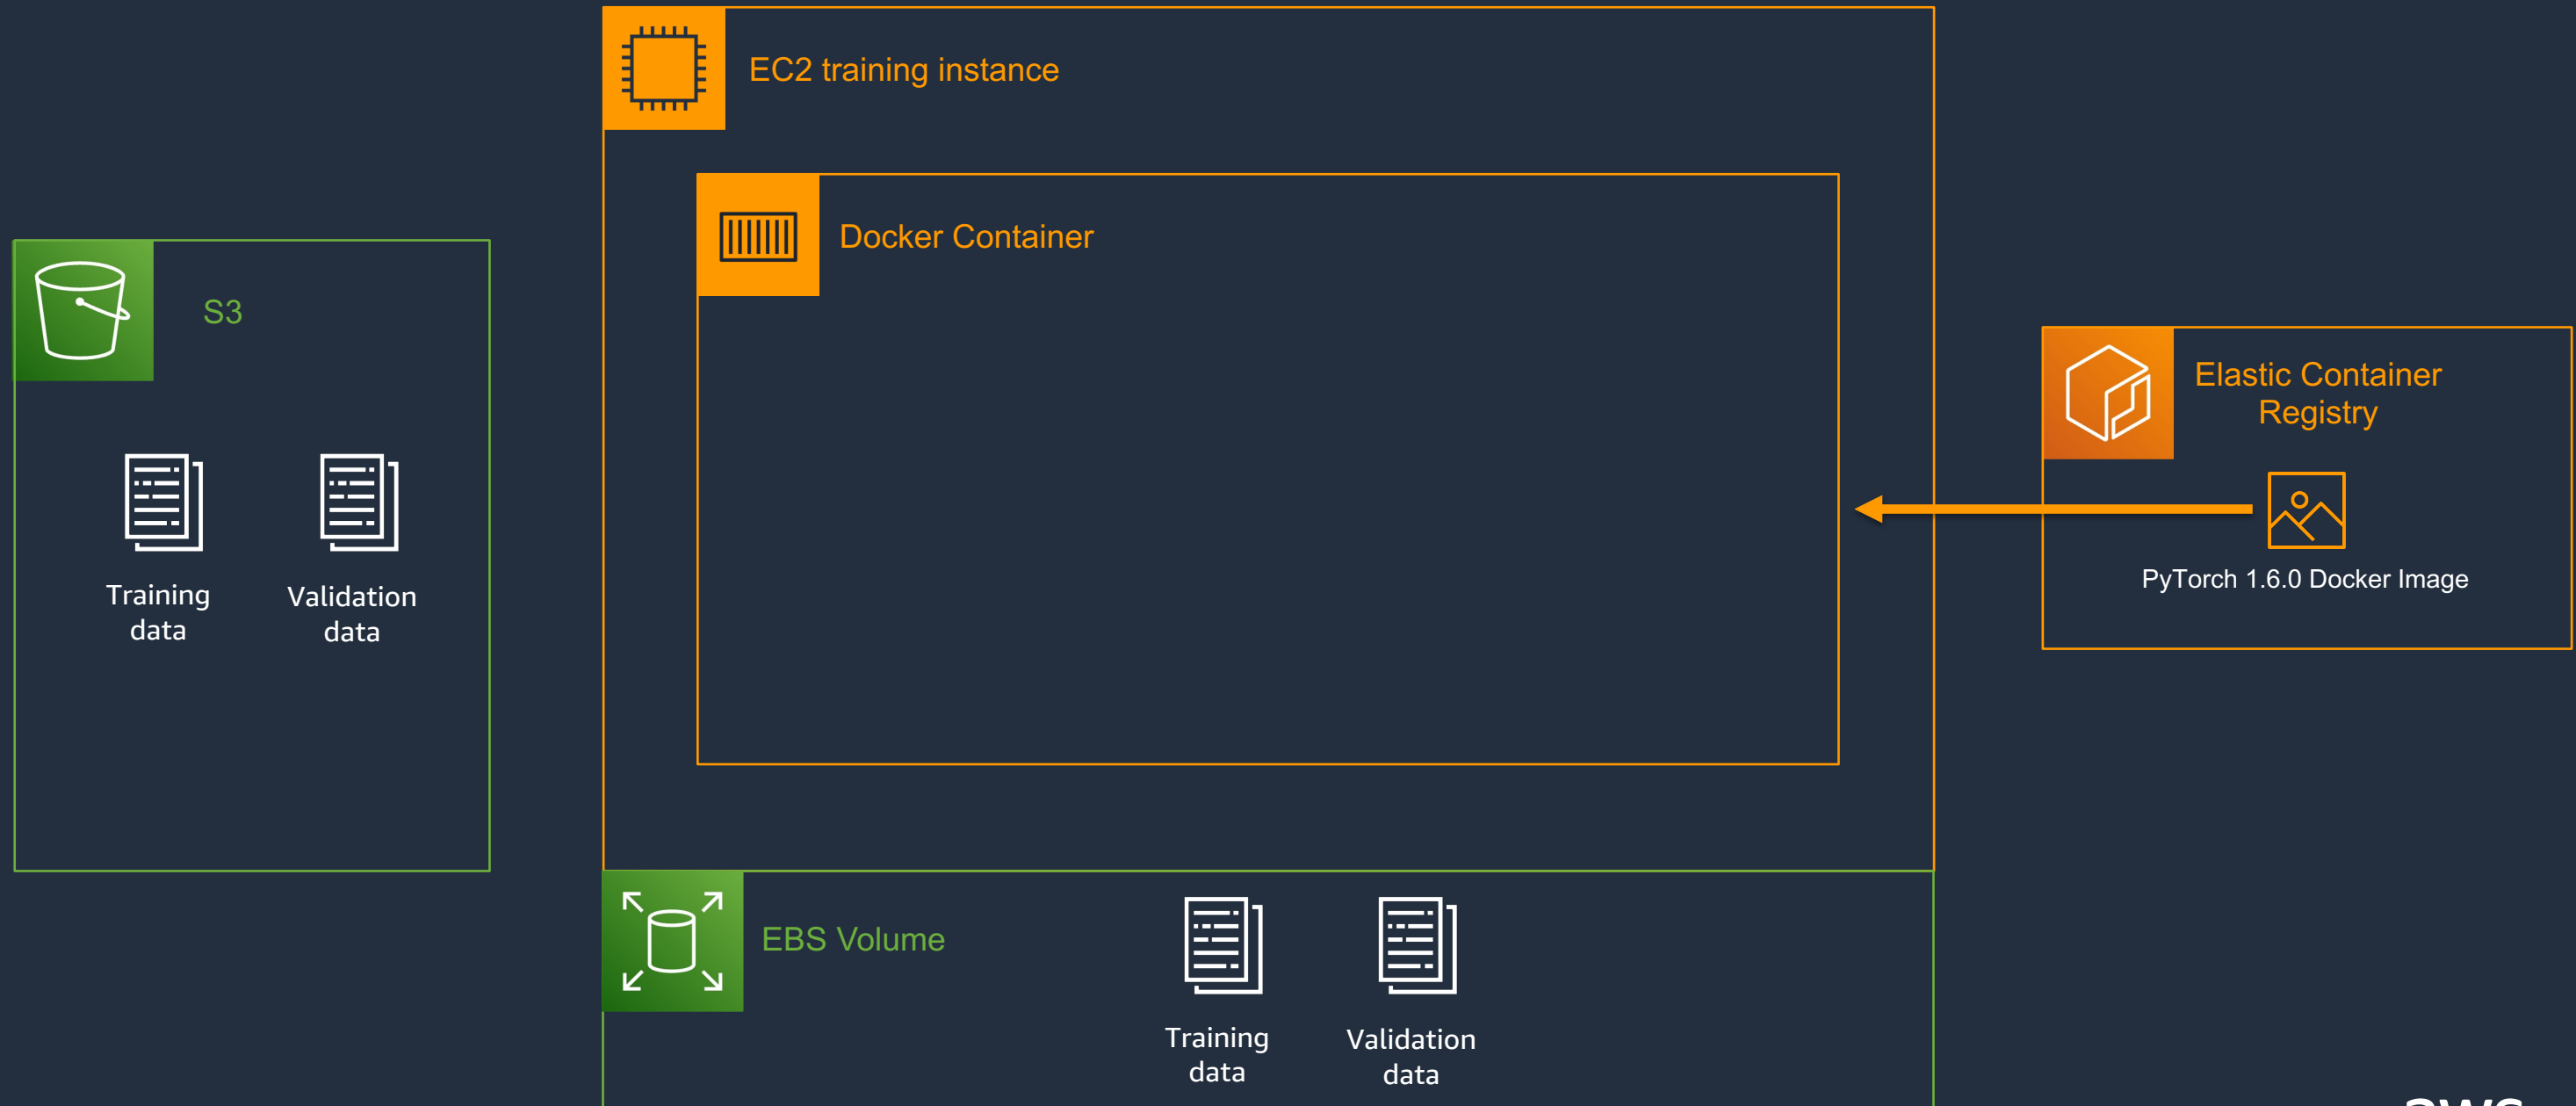 EC2 training instance
Docker Container
S3
Training
data
Validation
data
Elastic Container
Registry
PyTorch 1.6.0 Docker Image
EBS Volume
Training
data
Validation
data
aws